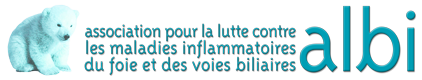 association pour la lutte contre
les maladies inflammatoires
du foie et des voies biliaires
albi